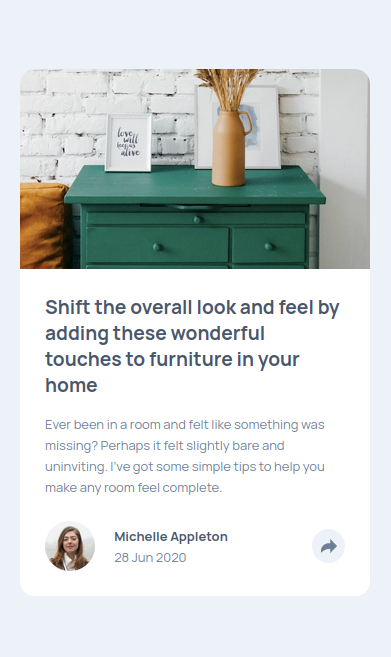 love
will
keep us
alive
Shift the overall look and feel by
adding these wonderful
touches to furniture in your
home
Ever been in a room and felt like something was
missing? Perhaps it felt slightly bare and
uninviting. I've got some simple tips to help you
make any room feel complete.
Michelle Appleton
28 Jun 2020